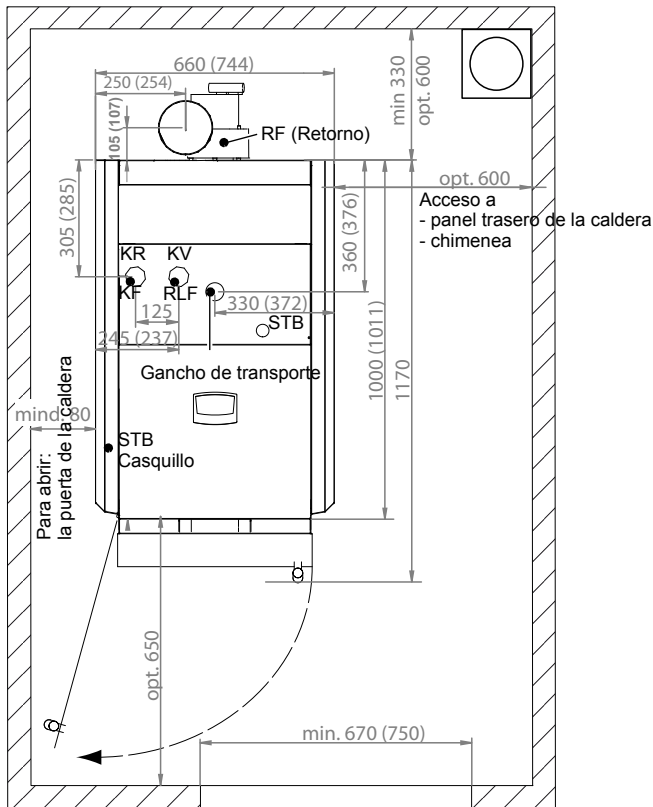 660 (744)
250 (254)
105 (107)
RF (Retorno)
min 330
opt. 600
opt. 600
Acceso a
- panel trasero de la caldera
- chimenea
305 (285)
360 (376)
KR
KV
KF
RLF
330 (372)
125
STB
245 (237)
1000 (1011)
1170
Gancho de transporte
mind. 80
STB
Casquillo
Para abrir:
la puerta de la caldera
opt. 650
min. 670 (750)